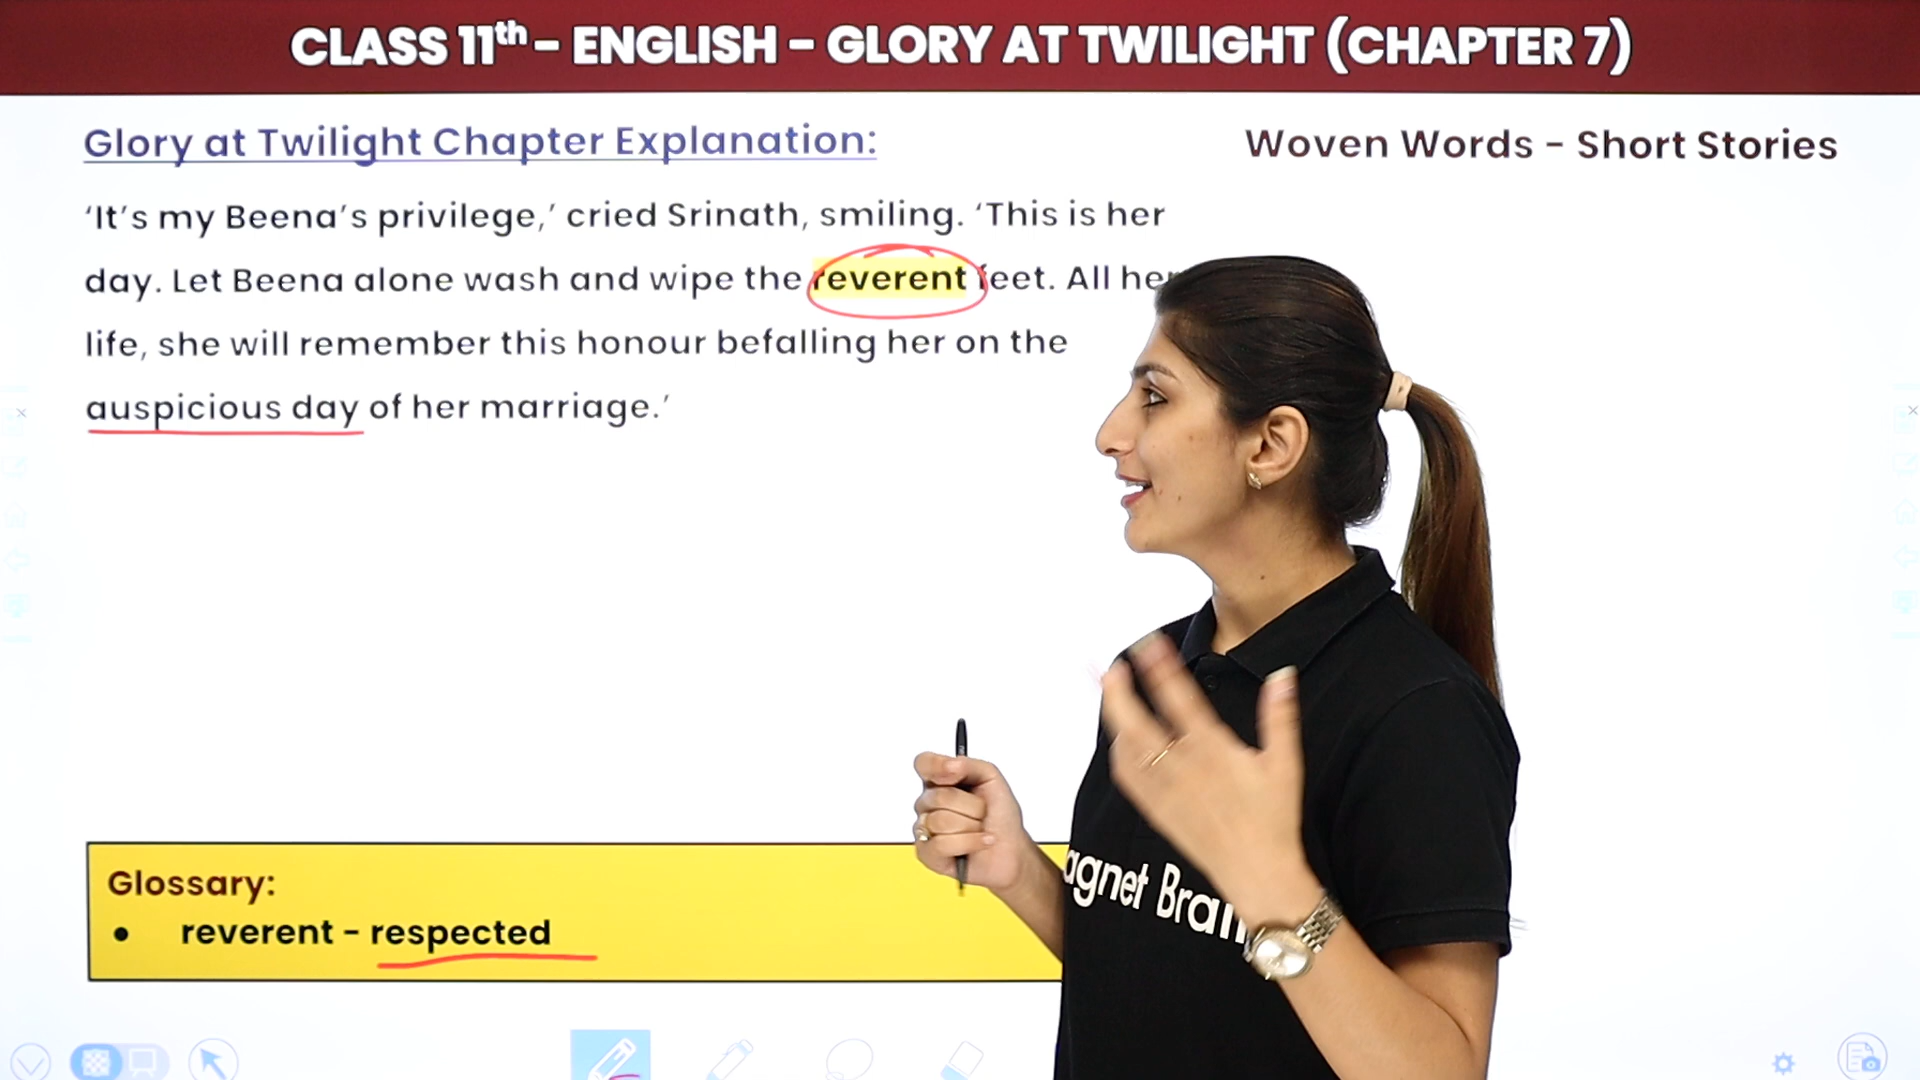 CLASS 11th – ENGLISH – GLORY AT TWILIGHT (CHAPTER 7)
Glory at Twilight Chapter Explanation:
Woven Words – Short Stories
‘It’s my Beena’s privilege,’ cried Srinath, smiling. ‘This is her
day. Let Beena alone wash and wipe the reverent feet. All her
life, she will remember this honour befalling her on the
auspicious day of her marriage.’
Glossary:
● reverent – respected
agnet Brain